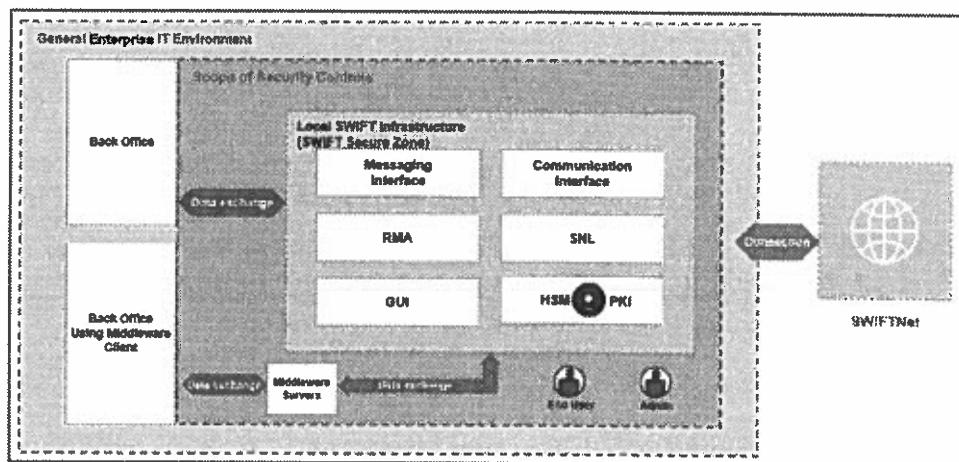 General Enterprise IT Environment
Scope of Security Controls
Back Office
Local SWIFT Infrastructure
(SWIFT Secure Zone)
Messaging
Interface
Communication
Interface
Data exchange
RMA
SNL
Connection
GUI
HSM
PKI
SWIFTNet
Back Office
Using Middleware
Client
Data exchange
Middleware
Servers
Data exchange
End User
Admin